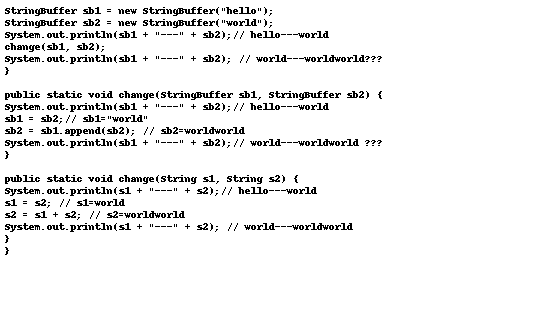 StringBuffer sb1 = new StringBuffer("hello");
StringBuffer sb2 = new StringBuffer("world");
System.out.println(sb1 + "---" + sb2);// hello---world
change(sb1, sb2);
System.out.println(sb1 + "---" + sb2); // world---worldworld???
}
public static void change(StringBuffer sb1, StringBuffer sb2) {
System.out.println(sb1 + "---" + sb2);// hello---world
sb1 = sb2;// sb1="world"
sb2 = sb1.append(sb2); // sb2=worldworld
System.out.println(sb1 + "---" + sb2);// world---worldworld ???
}
public static void change(String s1, String s2) {
System.out.println(s1 + "---" + s2);// hello---world
s1 = s2; // s1=world
s2 = s1 + s2; // s2=worldworld
System.out.println(s1 + "---" + s2); // world---worldworld
}
}